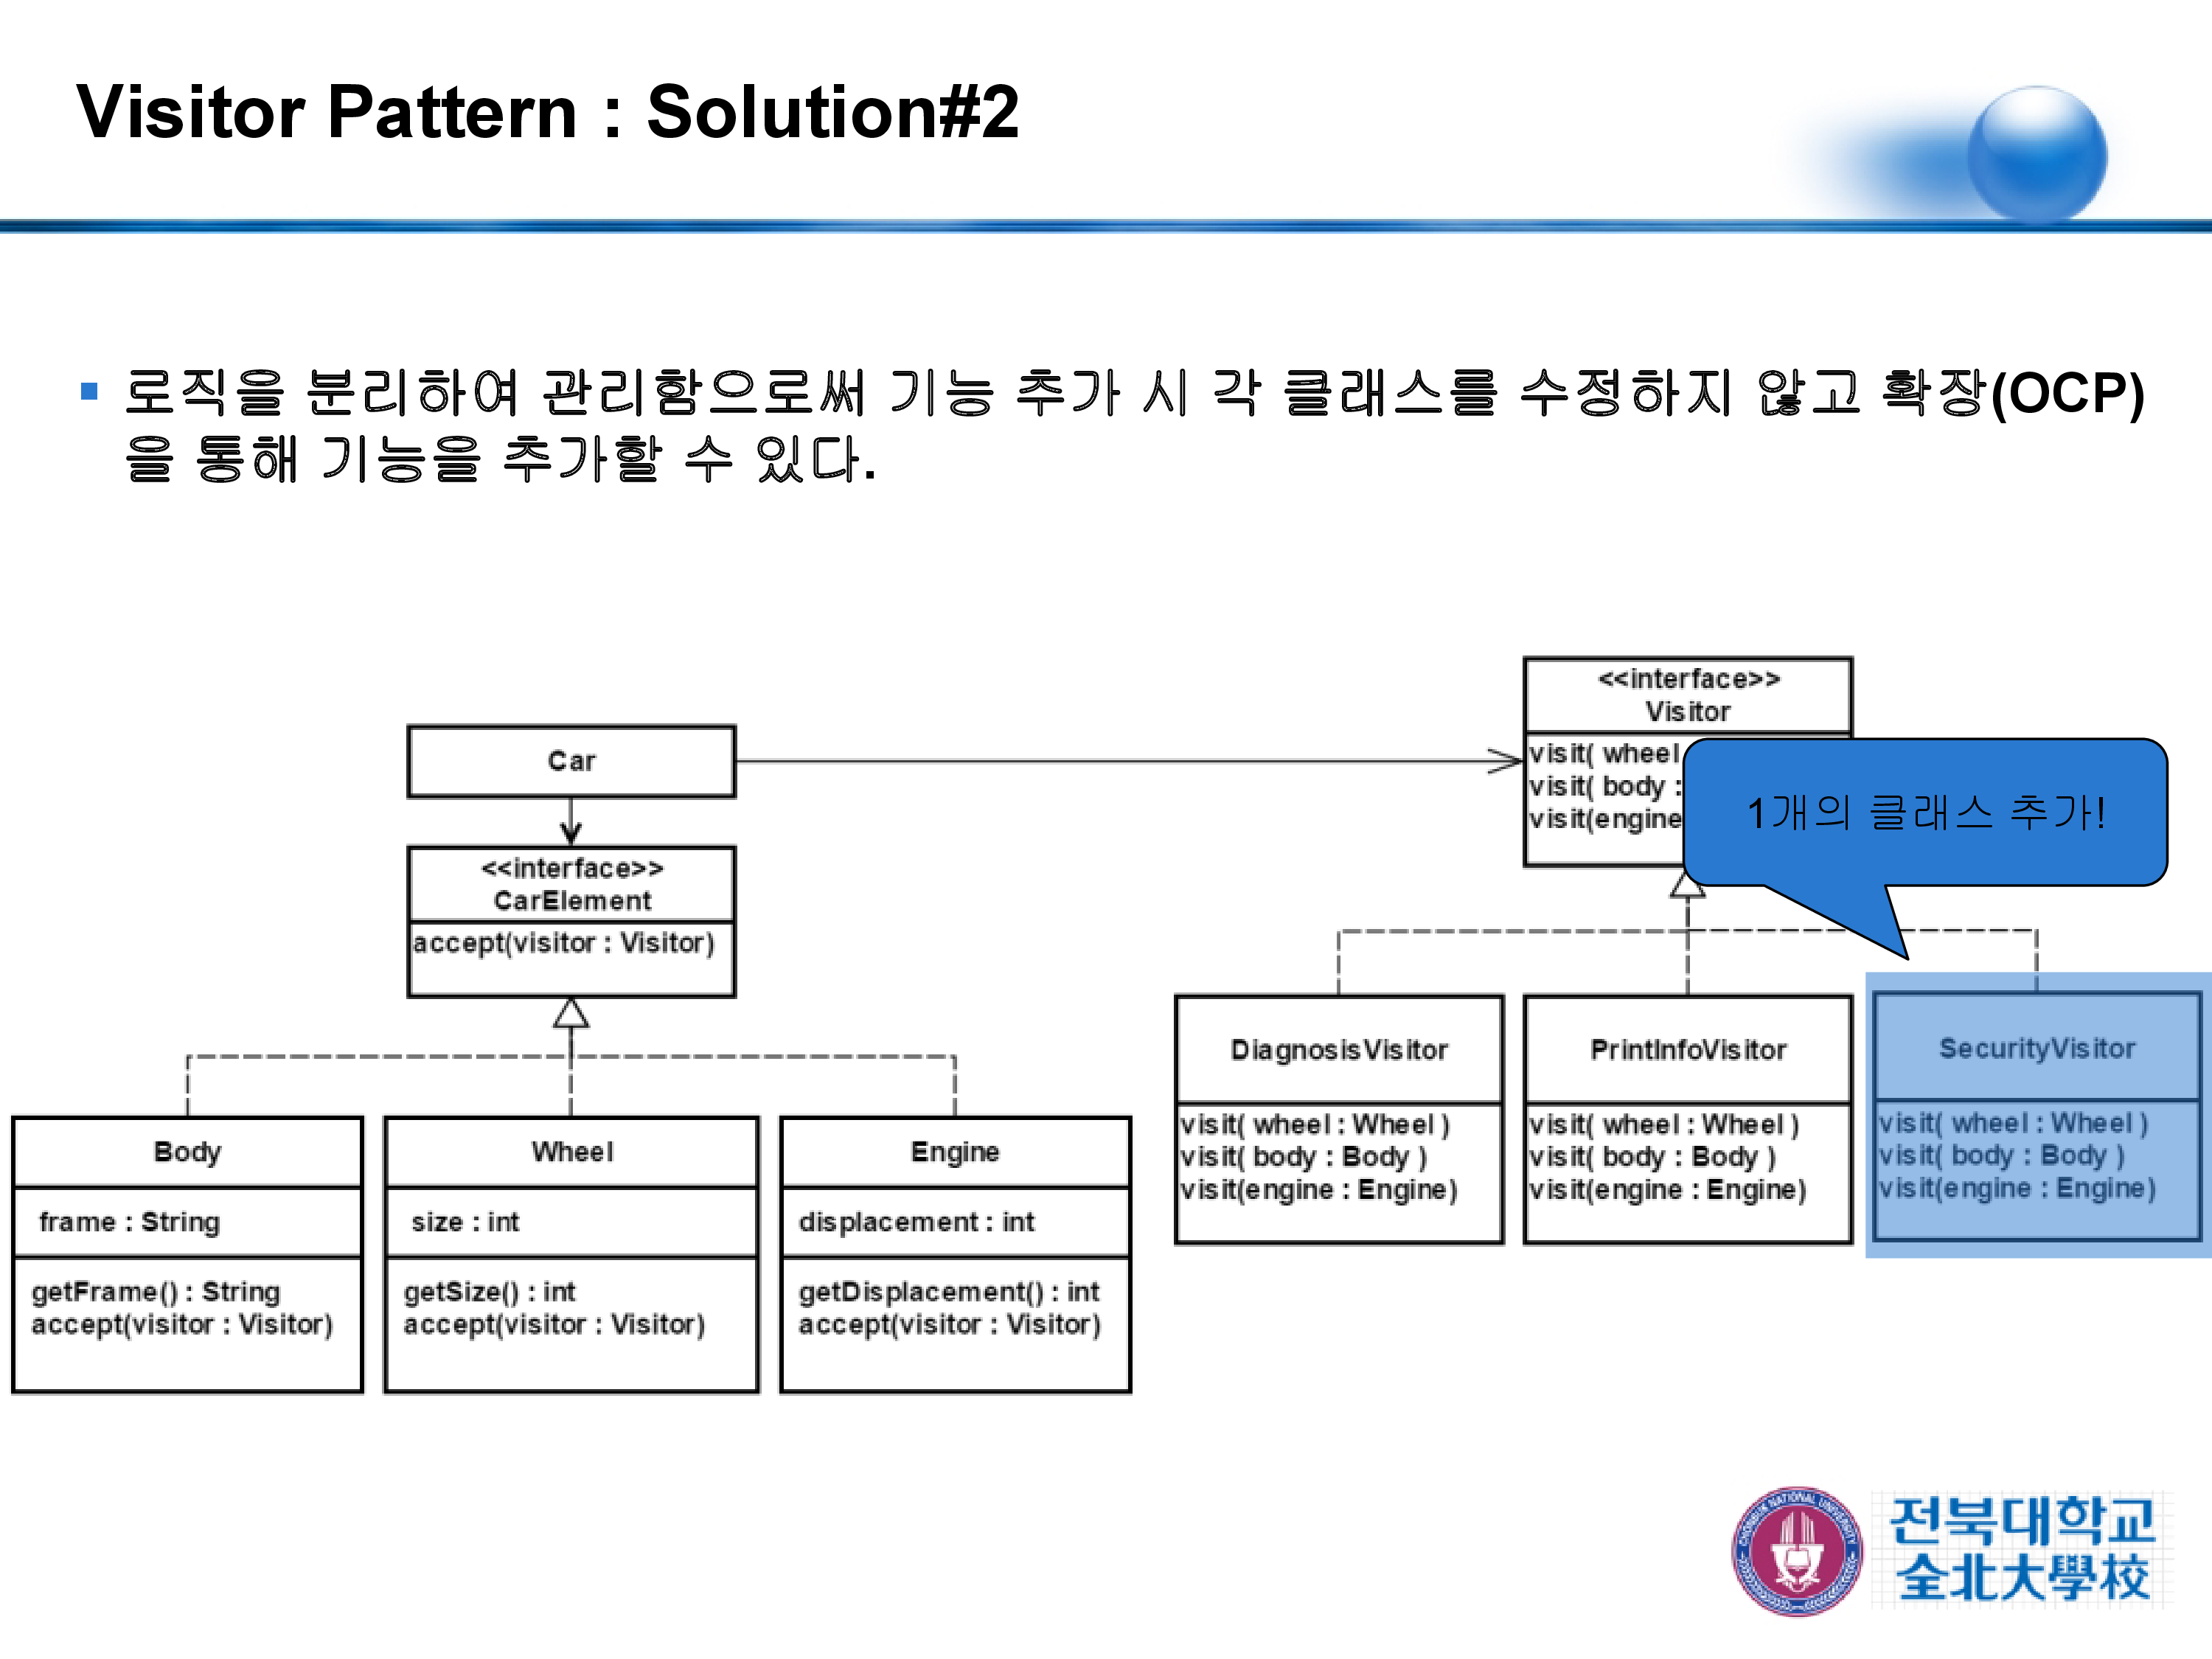 Visitor Pattern : Solution#2
로직을 분리하여 관리함으로써 기능 추가 시 각 클래스를 수정하지 않고 확장(OCP)
을 통해 기능을 추가할 수 있다.
<<interface>>
Visitor
visit( wheel
visit( body :
visit(engine
1개의 클래스 추가!
Car
<<interface>>
CarElement
accept(visitor : Visitor)
Body
frame : String
getFrame() : String
accept(visitor : Visitor)
Wheel
size : int
getSize() : int
accept(visitor : Visitor)
Engine
displacement : int
getDisplacement() : int
accept(visitor : Visitor)
DiagnosisVisitor
visit( wheel : Wheel )
visit( body : Body )
visit(engine : Engine)
PrintInfoVisitor
visit( wheel : Wheel )
visit( body : Body )
visit(engine : Engine)
SecurityVisitor
visit( wheel : Wheel )
visit( body : Body )
visit(engine : Engine)
CHONBUK NATIONAL UNIVERSITY
전북대학교
全北大學校